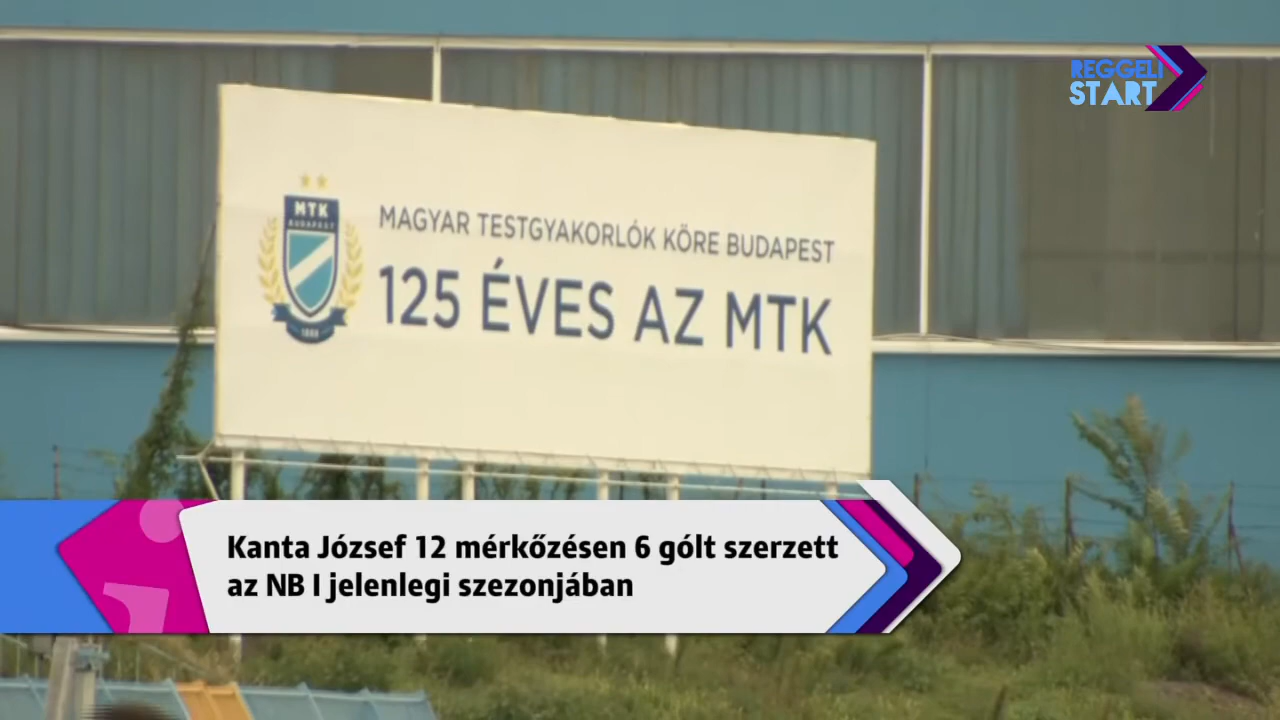 REGGELI
START
MTK
BUDAPEST
MAGYAR TESTGYAKORLÓK KÖRE BUDAPEST
125 ÉVES AZ MTK
1888
Kanta József 12 mérkőzésen 6 gólt szerzett
az NB I jelenlegi szezonjában